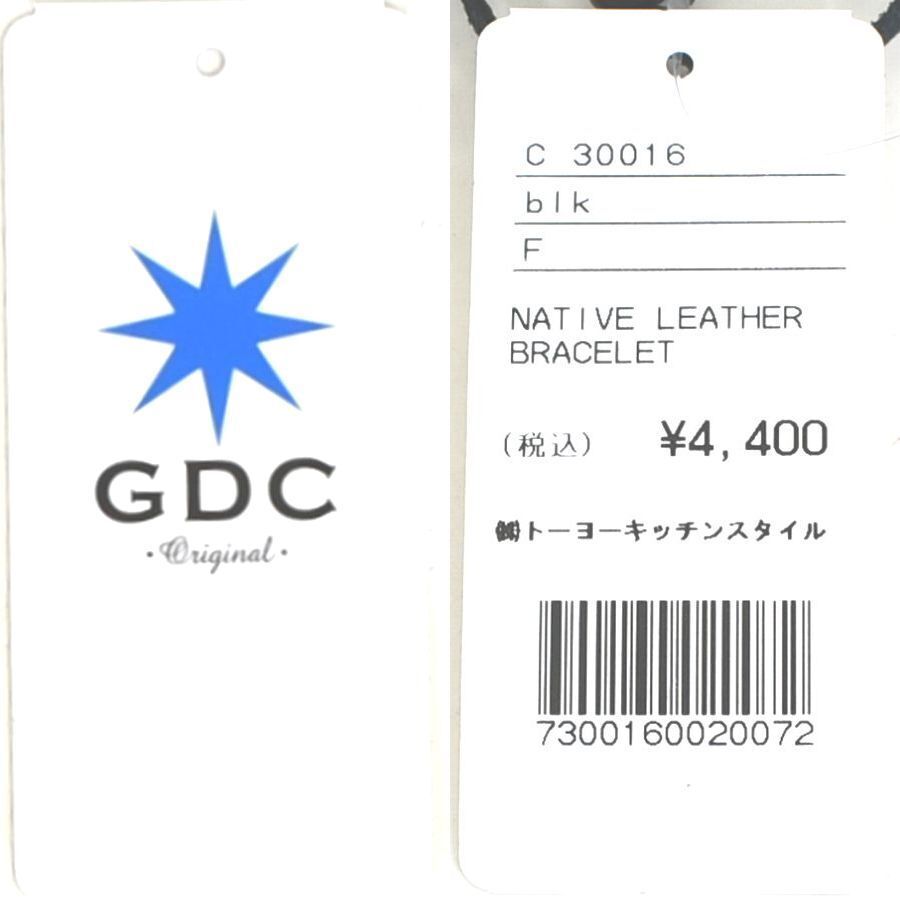 GDC
・Original・
C 30016
blk
F
NATIVE LEATHER
BRACELET
(税込) ¥4,400
㈱トーヨーキッチンスタイル
7300160020072